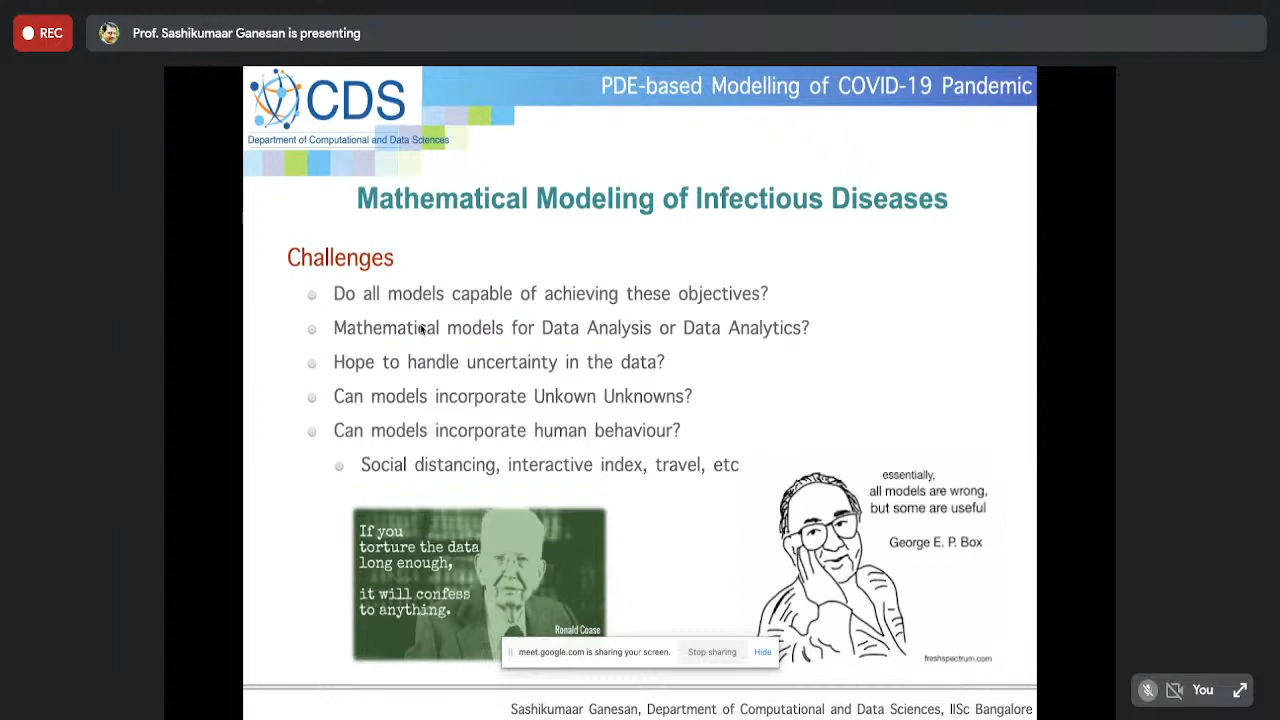 REC
Prof. Sashikumaar Ganesan is presenting
CDS
Department of Computational and Data Sciences
PDE-based Modelling of COVID-19 Pandemic
Mathematical Modeling of Infectious Diseases
Challenges
Do all models capable of achieving these objectives?
Mathematical models for Data Analysis or Data Analytics?
Hope to handle uncertainty in the data?
Can models incorporate Unkown Unknowns?
Can models incorporate human behaviour?
Social distancing, interactive index, travel, etc
If you
torture the data
long enough,
it will confess
to anything.
Ronald Coase
essentially,
all models are wrong,
but some are useful
George E. P. Box
freshspectrum.com
meet.google.com is sharing your screen.
Stop sharing
Hide
You
Sashikumaar Ganesan, Department of Computational and Data Sciences, IISc Bangalore